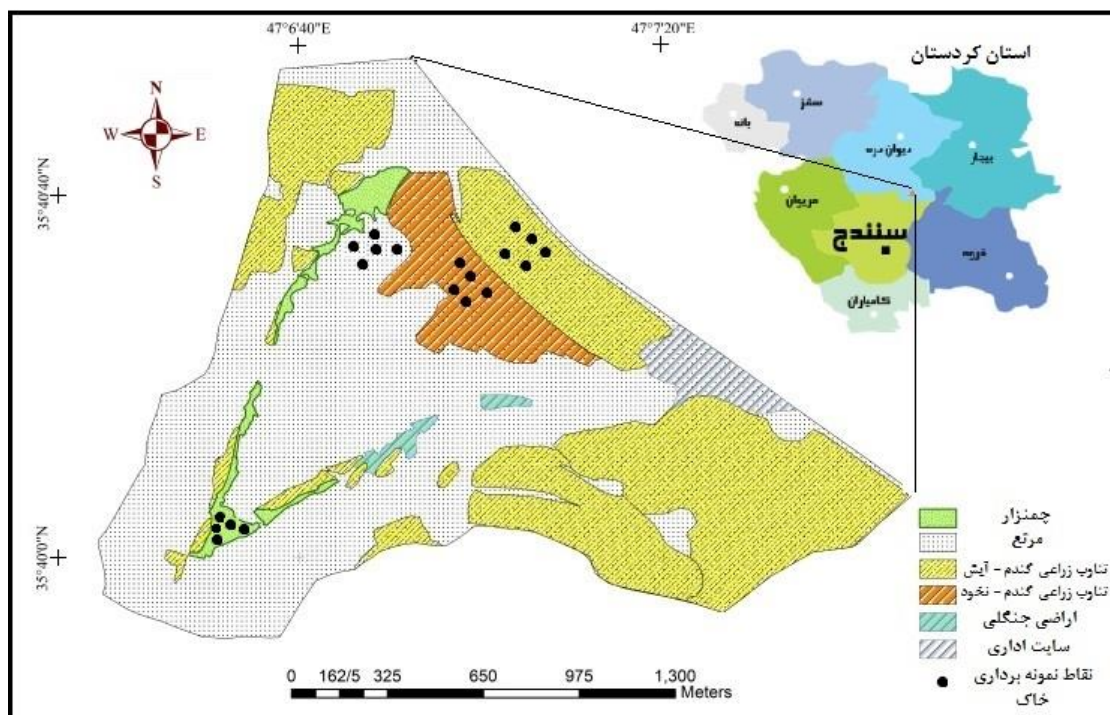 47°6'40"E
47°7'20"E
استان کردستان
سقز
بانه
دیوان دره
بیجار
مریوان
سنندج
قروه
کامیاران
N
W
E
S
35°40'40"N
35°40'0"N
چمنزار
مرتع
تناوب زراعی گندم - آیش
تناوب زراعی گندم - نخود
اراضی جنگلی
سایت اداری
نقاط نمونه برداری
خاک
0 162/5 325 650 975 1,300
Meters